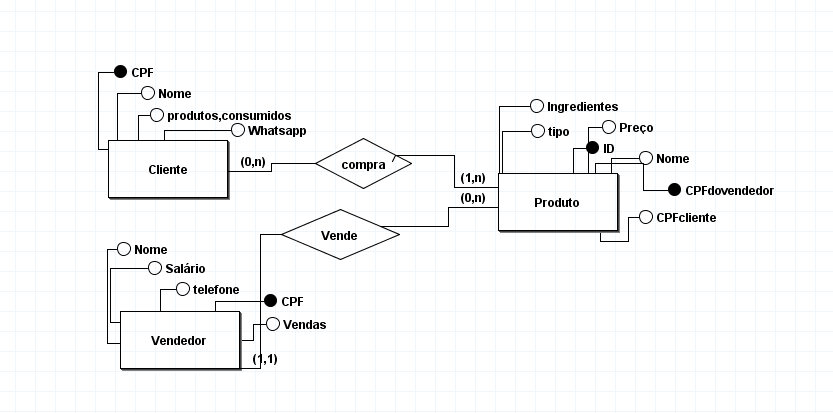 CPF
Nome
produtos,consumidos
Whatsapp
Cliente
(0,n)
compra
(1,n)
(0,n)
Ingredientes
tipo
Preço
ID
Nome
CPFdovendedor
CPFcliente
Produto
Vende
Nome
Salário
telefone
CPF
Vendas
Vendedor
(1,1)